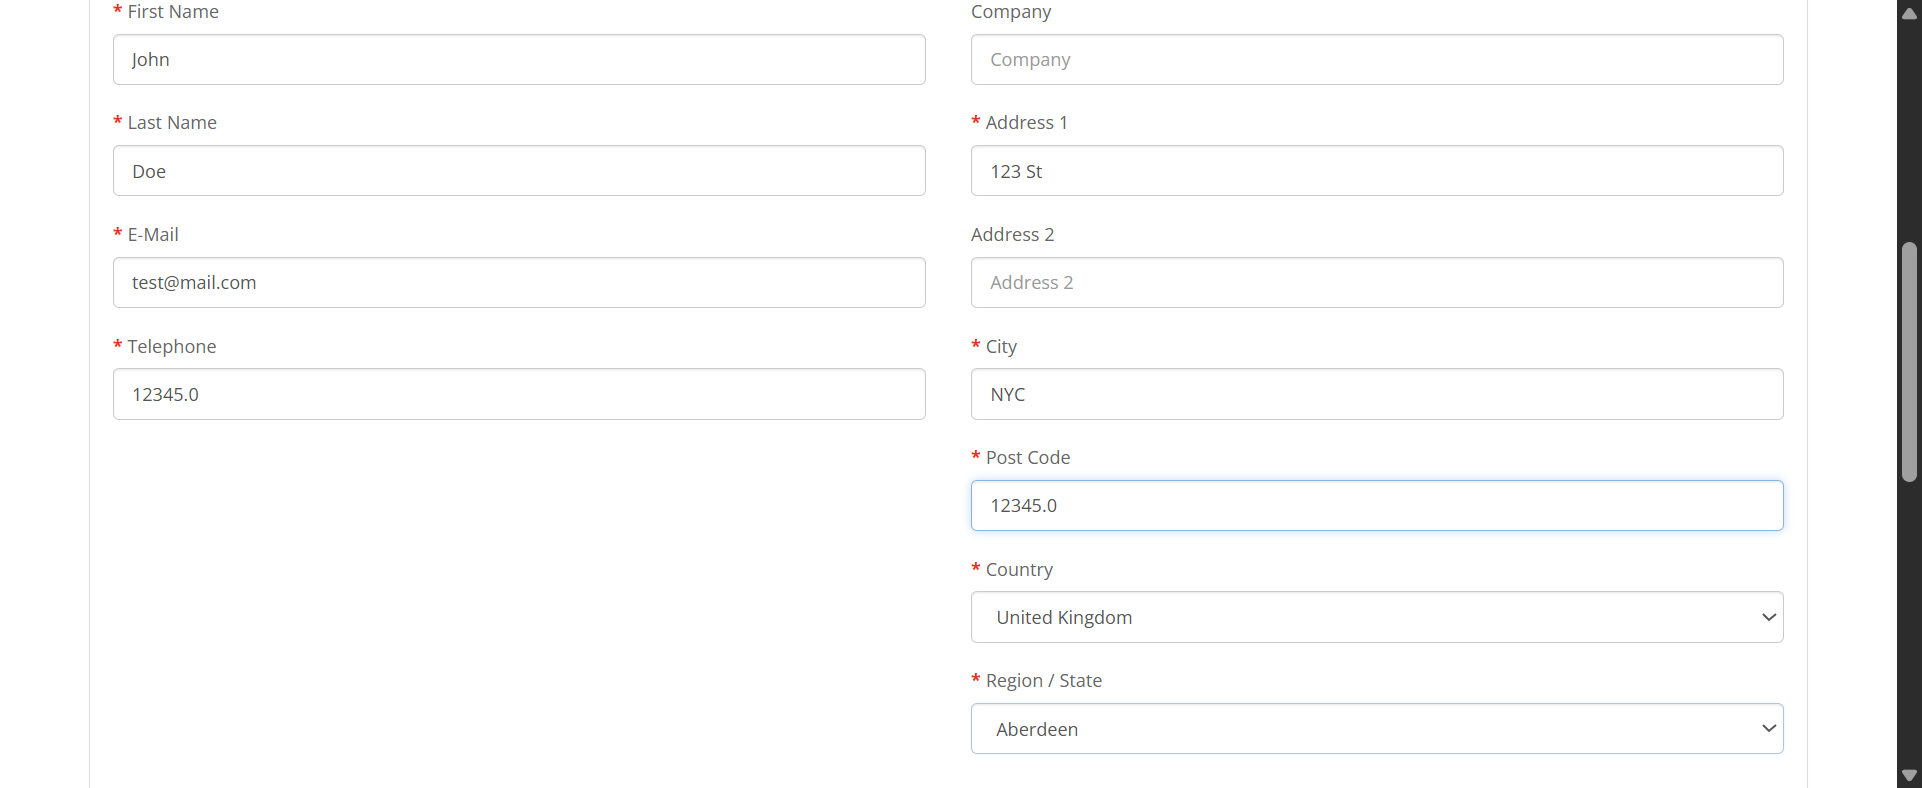 * First Name
John
* Last Name
Doe
* E-Mail
test@mail.com
* Telephone
12345.0
Company
Company
* Address 1
123 St
Address 2
Address 2
* City
NYC
* Post Code
12345.0
* Country
United Kingdom
* Region / State
Aberdeen